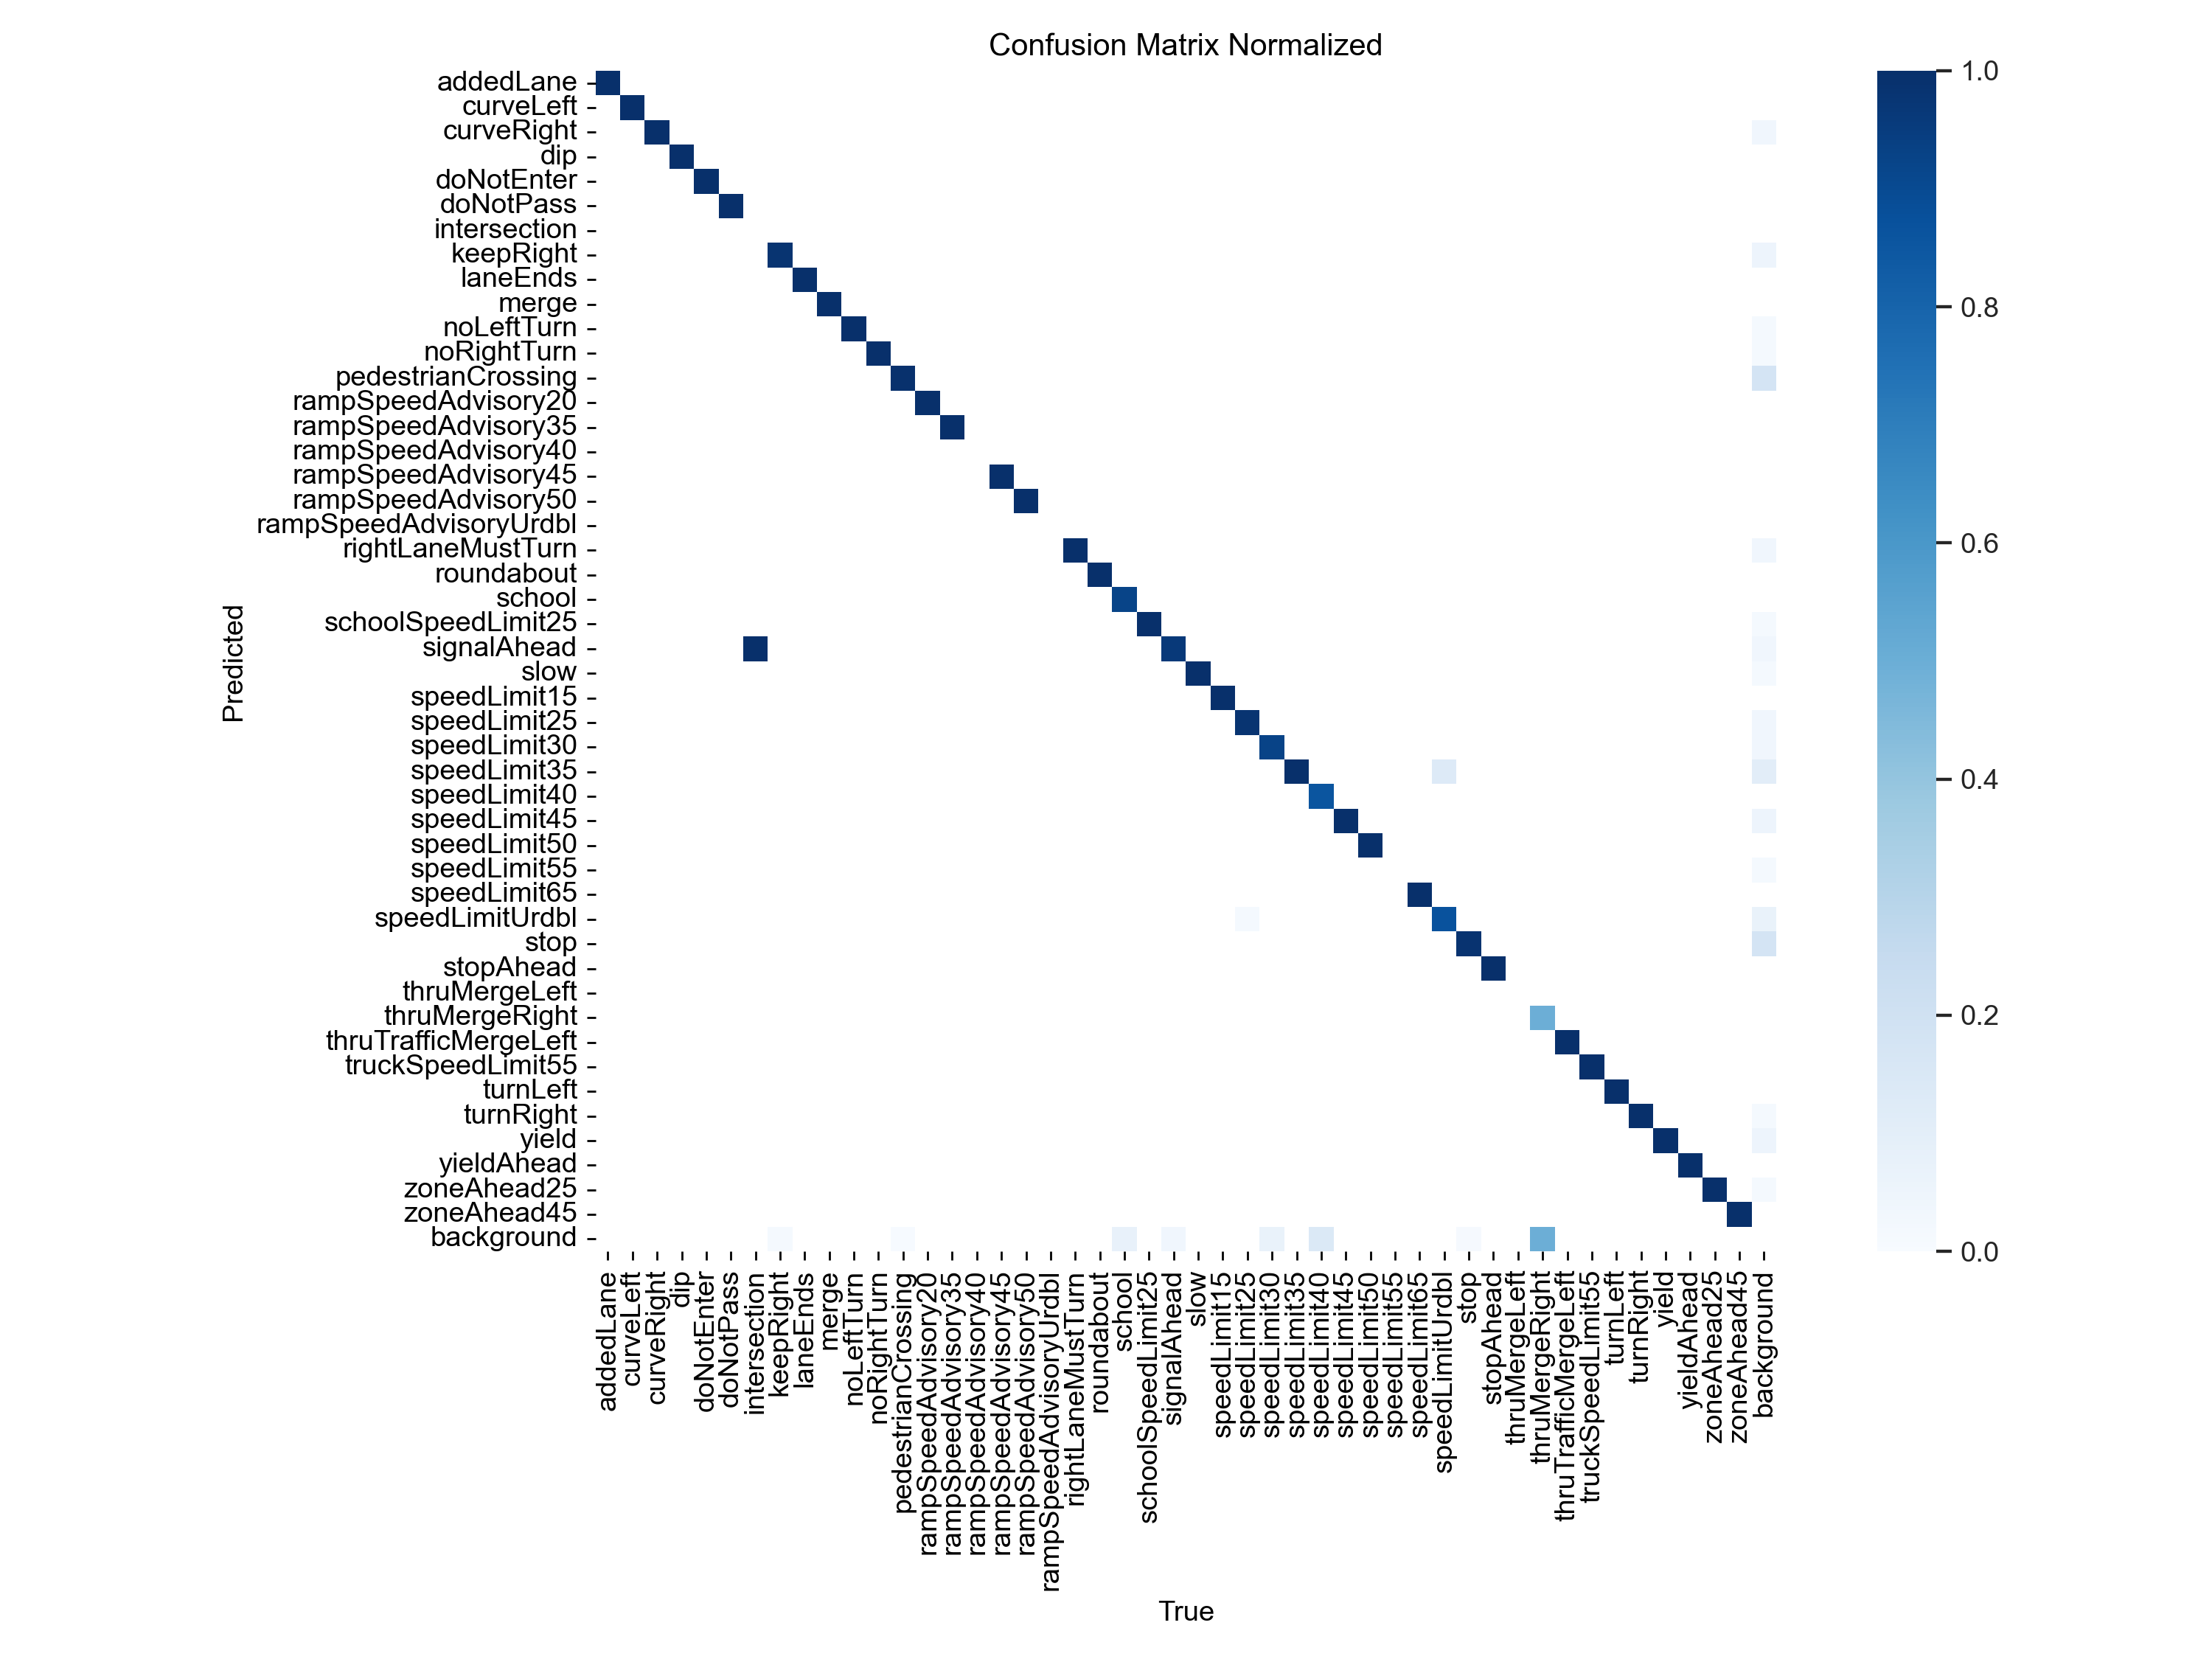 Confusion Matrix Normalized
addedLane
curveLeft
curveRight
dip
doNotEnter
doNotPass
intersection
keepRight
laneEnds
merge
noLeftTurn
noRightTurn
pedestrianCrossing
rampSpeedAdvisory20
rampSpeedAdvisory35
rampSpeedAdvisory40
rampSpeedAdvisory45
rampSpeedAdvisory50
rampSpeedAdvisoryUrdbl
rightLaneMustTurn
roundabout
school
schoolSpeedLimit25
signalAhead
slow
speedLimit15
speedLimit25
speedLimit30
speedLimit35
speedLimit40
speedLimit45
speedLimit50
speedLimit55
speedLimit65
speedLimitUrdbl
stop
stopAhead
thruMergeLeft
thruMergeRight
thruTrafficMergeLeft
truckSpeedLimit55
turnLeft
turnRight
yield
yieldAhead
zoneAhead25
zoneAhead45
background
Predicted
addedLane
curveLeft
curveRight
dip
doNotEnter
doNotPass
intersection
keepRight
laneEnds
merge
noLeftTurn
noRightTurn
pedestrianCrossing
rampSpeedAdvisory20
rampSpeedAdvisory35
rampSpeedAdvisory40
rampSpeedAdvisory45
rampSpeedAdvisory50
rampSpeedAdvisoryUrdbl
rightLaneMustTurn
roundabout
school
schoolSpeedLimit25
signalAhead
slow
speedLimit15
speedLimit25
speedLimit30
speedLimit35
speedLimit40
speedLimit45
speedLimit50
speedLimit55
speedLimit65
speedLimitUrdbl
stop
stopAhead
thruMergeLeft
thruMergeRight
thruTrafficMergeLeft
truckSpeedLimit55
turnLeft
turnRight
yield
yieldAhead
zoneAhead25
zoneAhead45
background
True
1.0
0.8
0.6
0.4
0.2
0.0